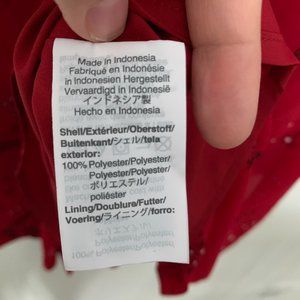 Made in Indonesia
Fabriqué en Indonésie
in Indonesien Hergestellt
Vervaardigd in Indonesië
インドネシア製
Hecho en Indonesia
Shell/Extérieur/Oberstoff/
Buitenkant/シェル/tela
exterior:
100% Polyester/Polyester/
Polyester/Polyester/
ポリエステル/
poliéster
Lining/Doublure/Futter/
Voering/ライニング/forro: